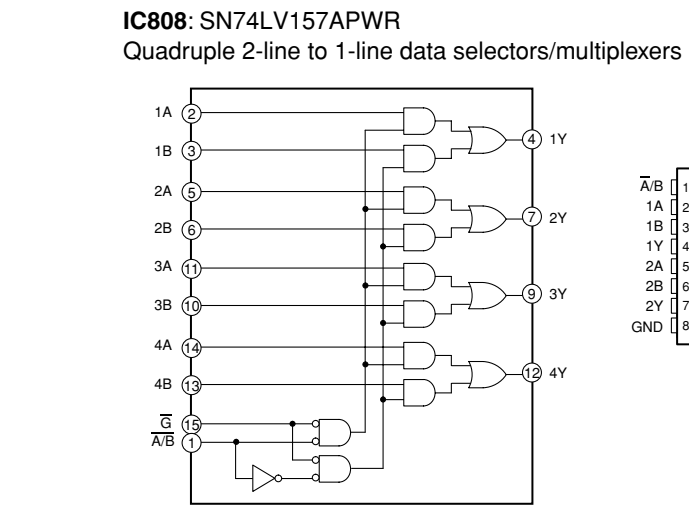 IC808: SN74LV157APWR
Quadruple 2-line to 1-line data selectors/multiplexers
1A 2
1B 3
4 1Y
2A 5
2B 6
7 2Y
3A 11
3B 10
9 3Y
4A 14
4B 13
12 4Y
G̅ 15
A̅/̅B̅ 1
A̅/B 1
1A 2
1B 3
1Y 4
2A 5
2B 6
2Y 7
GND 8